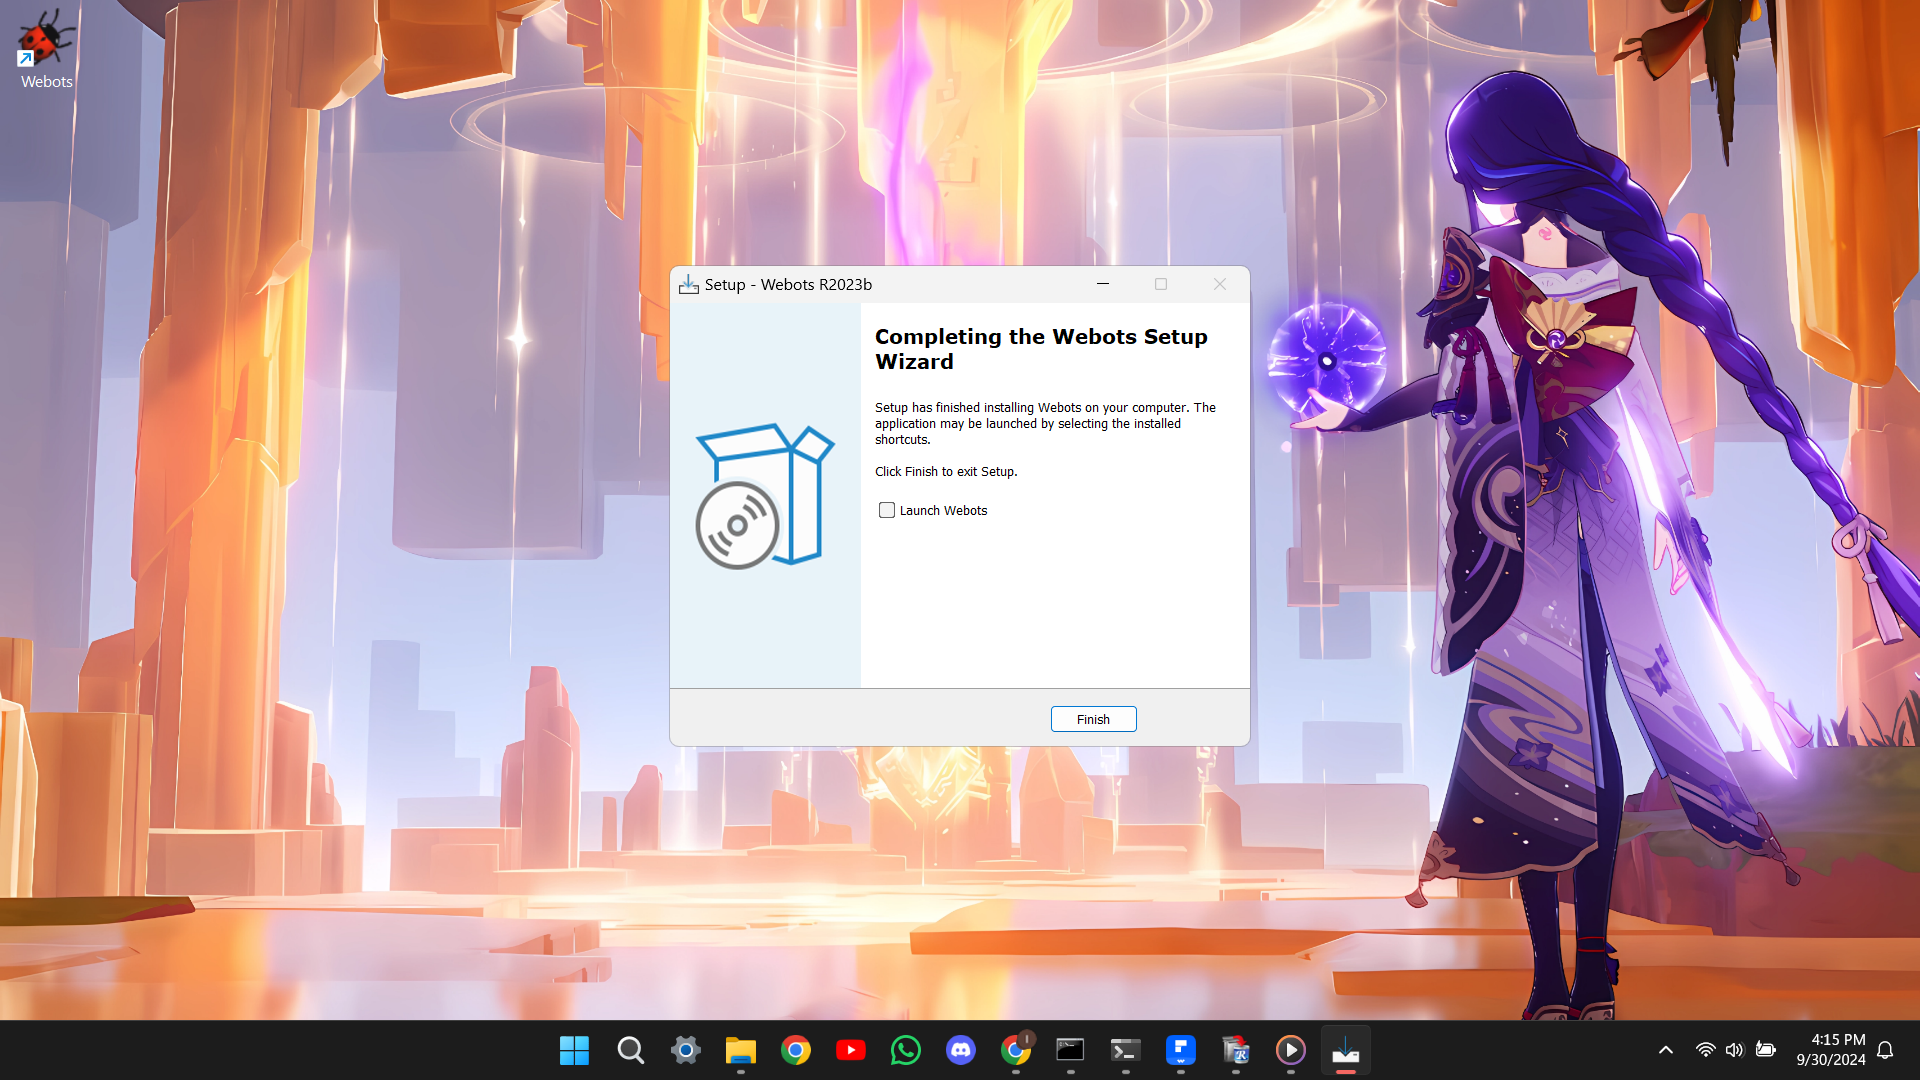 Webots
Setup - Webots R2023b
Completing the Webots Setup
Wizard
Setup has finished installing Webots on your computer. The
application may be launched by selecting the installed
shortcuts.
Click Finish to exit Setup.
Launch Webots
Finish
4:15 PM
9/30/2024